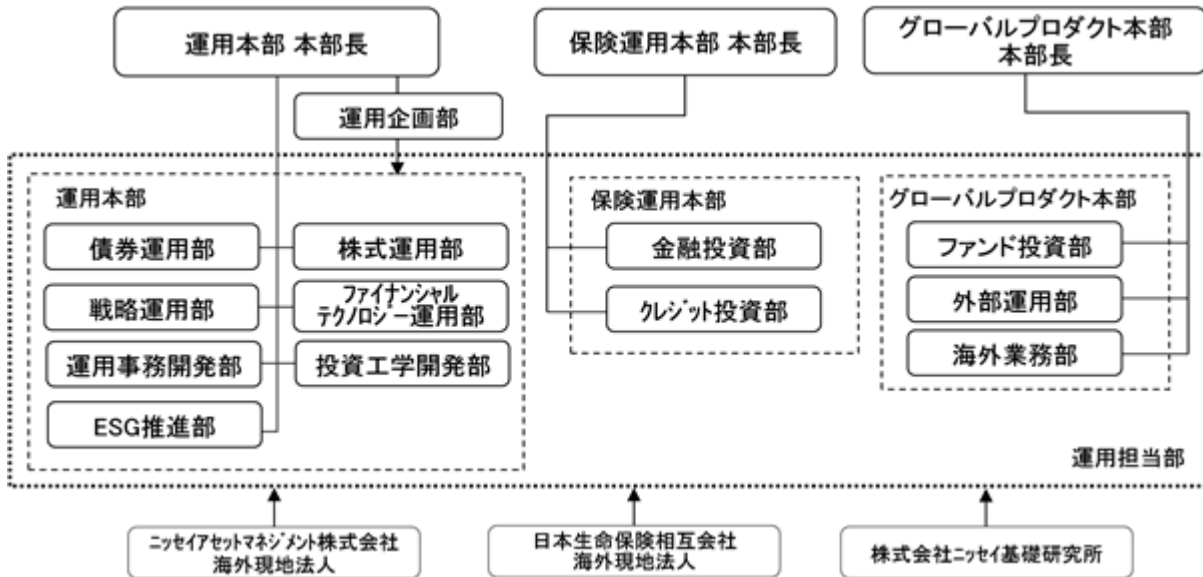 運用本部 本部長
保険運用本部 本部長
グローバルプロダクト本部
本部長
運用企画部
運用本部
債券運用部
株式運用部
戦略運用部
ファイナンシャル
テクノロジー運用部
運用事務開発部
投資工学開発部
ESG推進部
保険運用本部
金融投資部
クレジット投資部
グローバルプロダクト本部
ファンド投資部
外部運用部
海外業務部
運用担当部
ニッセイアセットマネジメント株式会社
海外現地法人
日本生命保険相互会社
海外現地法人
株式会社ニッセイ基礎研究所